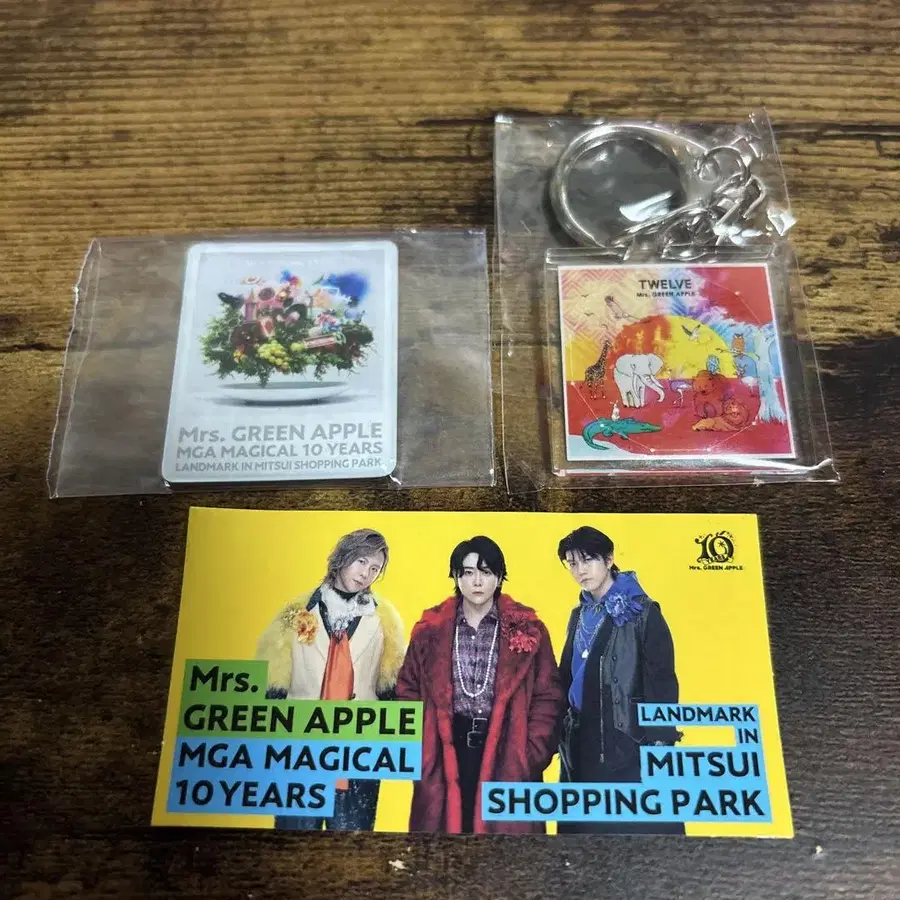 Mrs. GREEN APPLE
MGA MAGICAL 10 YEARS
LANDMARK IN MITSUI SHOPPING PARK
TWELVE
Mrs. GREEN APPLE
10
Mrs. GREEN APPLE
Mrs.
GREEN APPLE
MGA MAGICAL
10 YEARS
LANDMARK
IN
MITSUI
SHOPPING PARK